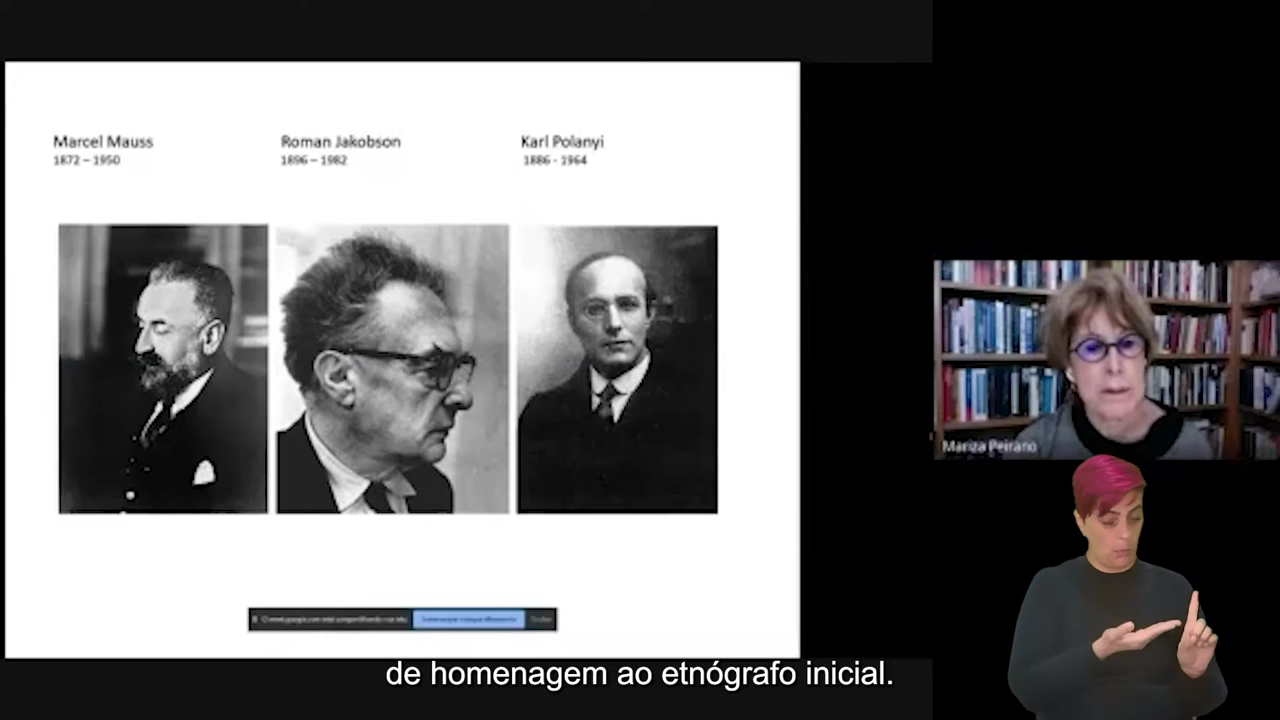 Marcel Mauss
1872 – 1950
Roman Jakobson
1896 – 1982
Karl Polanyi
1886 - 1964
Mariza Peirano
de homenagem ao etnógrafo inicial.